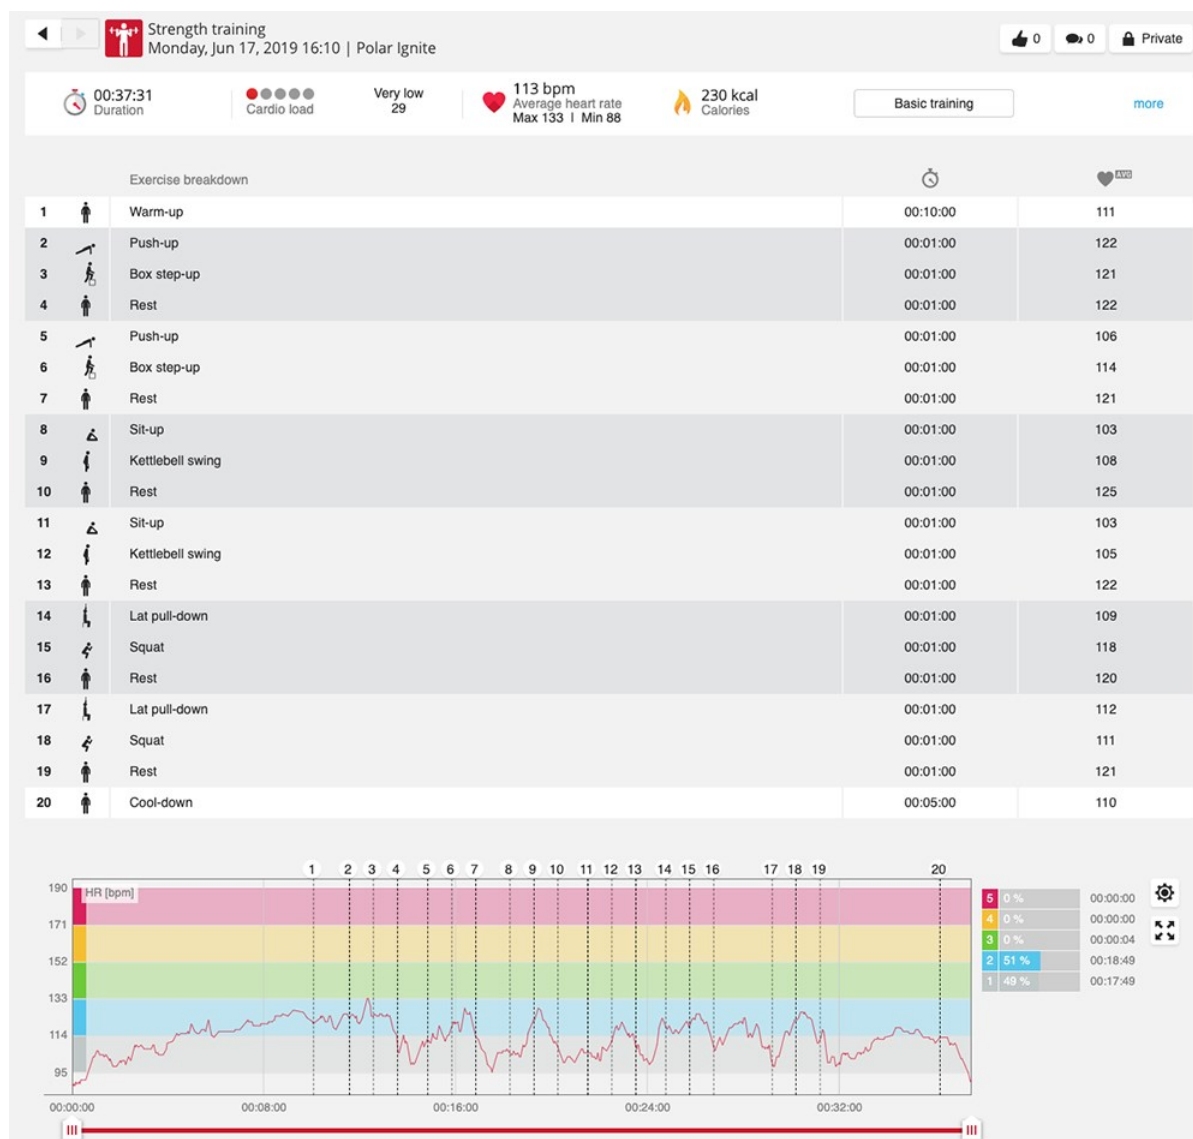 Strength training
Monday, Jun 17, 2019 16:10 | Polar Ignite
0 0 Private
00:37:31 Very low 113 bpm 230 kcal Basic training more
Duration Cardio load 29 Average heart rate Calories
Max 133 | Min 88
Exercise breakdown AVG
1 Warm-up 00:10:00 111
2 Push-up 00:01:00 122
3 Box step-up 00:01:00 121
4 Rest 00:01:00 122
5 Push-up 00:01:00 106
6 Box step-up 00:01:00 114
7 Rest 00:01:00 121
8 Sit-up 00:01:00 103
9 Kettlebell swing 00:01:00 108
10 Rest 00:01:00 125
11 Sit-up 00:01:00 103
12 Kettlebell swing 00:01:00 105
13 Rest 00:01:00 122
14 Lat pull-down 00:01:00 109
15 Squat 00:01:00 118
16 Rest 00:01:00 120
17 Lat pull-down 00:01:00 112
18 Squat 00:01:00 111
19 Rest 00:01:00 121
20 Cool-down 00:05:00 110
1 2 3 4 5 6 7 8 9 10 11 12 13 14 15 16 17 18 19 20
190 HR [bpm]
171
152
133
114
95
00:00:00 00:08:00 00:16:00 00:24:00 00:32:00
5 0 % 00:00:00
4 0 % 00:00:00
3 0 % 00:00:04
2 51 % 00:18:49
1 49 % 00:17:49